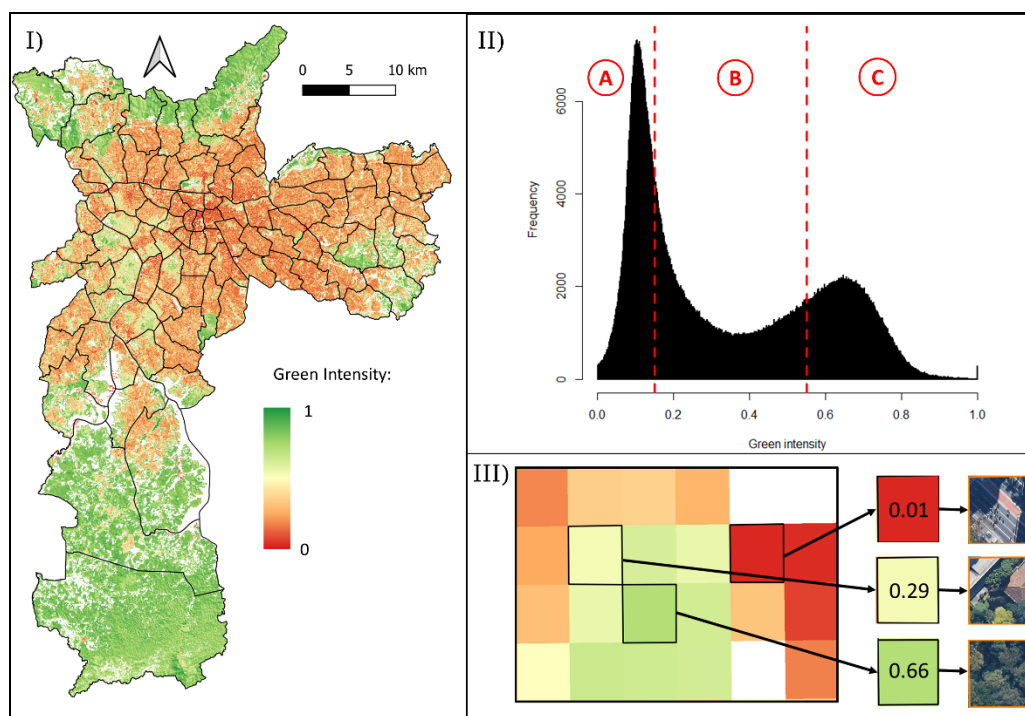 I)
0 5 10 km
Green Intensity:
1
0
II)
A
B
C
Frequency
6000
4000
2000
0
0.0 0.2 0.4 0.6 0.8 1.0
Green intensity
III)
0.01
0.29
0.66